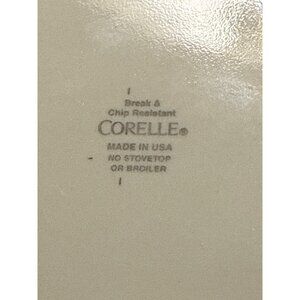 Break &
Chip Resistant
CORELLE®
MADE IN USA
NO STOVETOP
OR BROILER